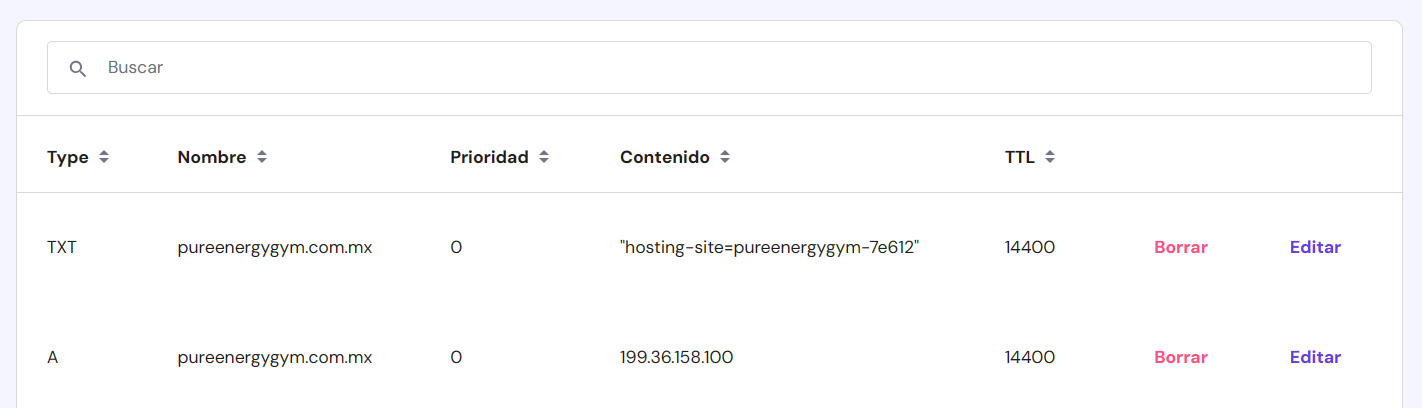 Buscar
Type Nombre Prioridad Contenido TTL
TXT pureenergygym.com.mx 0 "hosting-site=pureenergygym-7e612" 14400 Borrar Editar
A pureenergygym.com.mx 0 199.36.158.100 14400 Borrar Editar